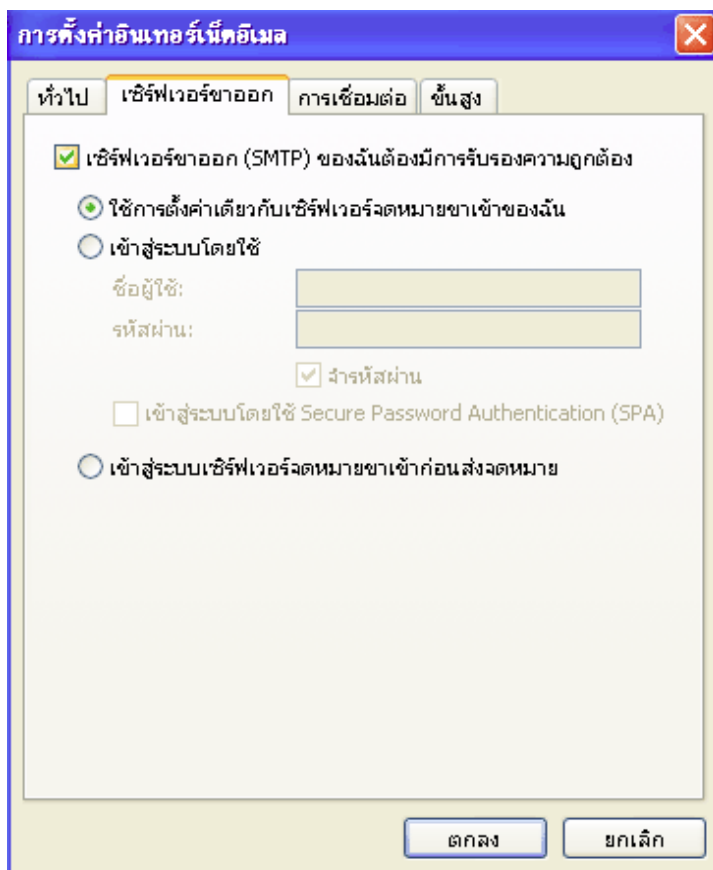 การตั้งค่าอินเทอร์เน็ตอีเมล
ทั่วไป เซิร์ฟเวอร์ขาออก การเชื่อมต่อ ขั้นสูง
เซิร์ฟเวอร์ขาออก (SMTP) ของฉันต้องมีการรับรองความถูกต้อง
ใช้การตั้งค่าเดียวกับเซิร์ฟเวอร์จดหมายขาเข้าของฉัน
เข้าสู่ระบบโดยใช้
ชื่อผู้ใช้:
รหัสผ่าน:
จำรหัสผ่าน
เข้าสู่ระบบโดยใช้ Secure Password Authentication (SPA)
เข้าสู่ระบบเซิร์ฟเวอร์จดหมายขาเข้าก่อนส่งจดหมาย
ตกลง ยกเลิก